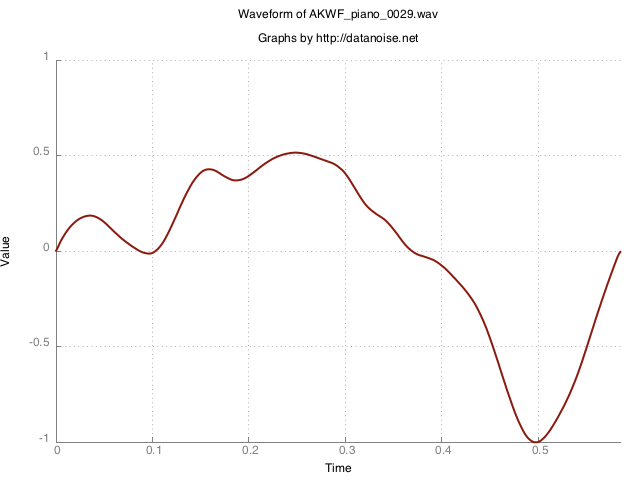 Waveform of AKWF_piano_0029.wav
Graphs by http://datanoise.net
1
0.5
0
-0.5
-1
Value
0 0.1 0.2 0.3 0.4 0.5
Time